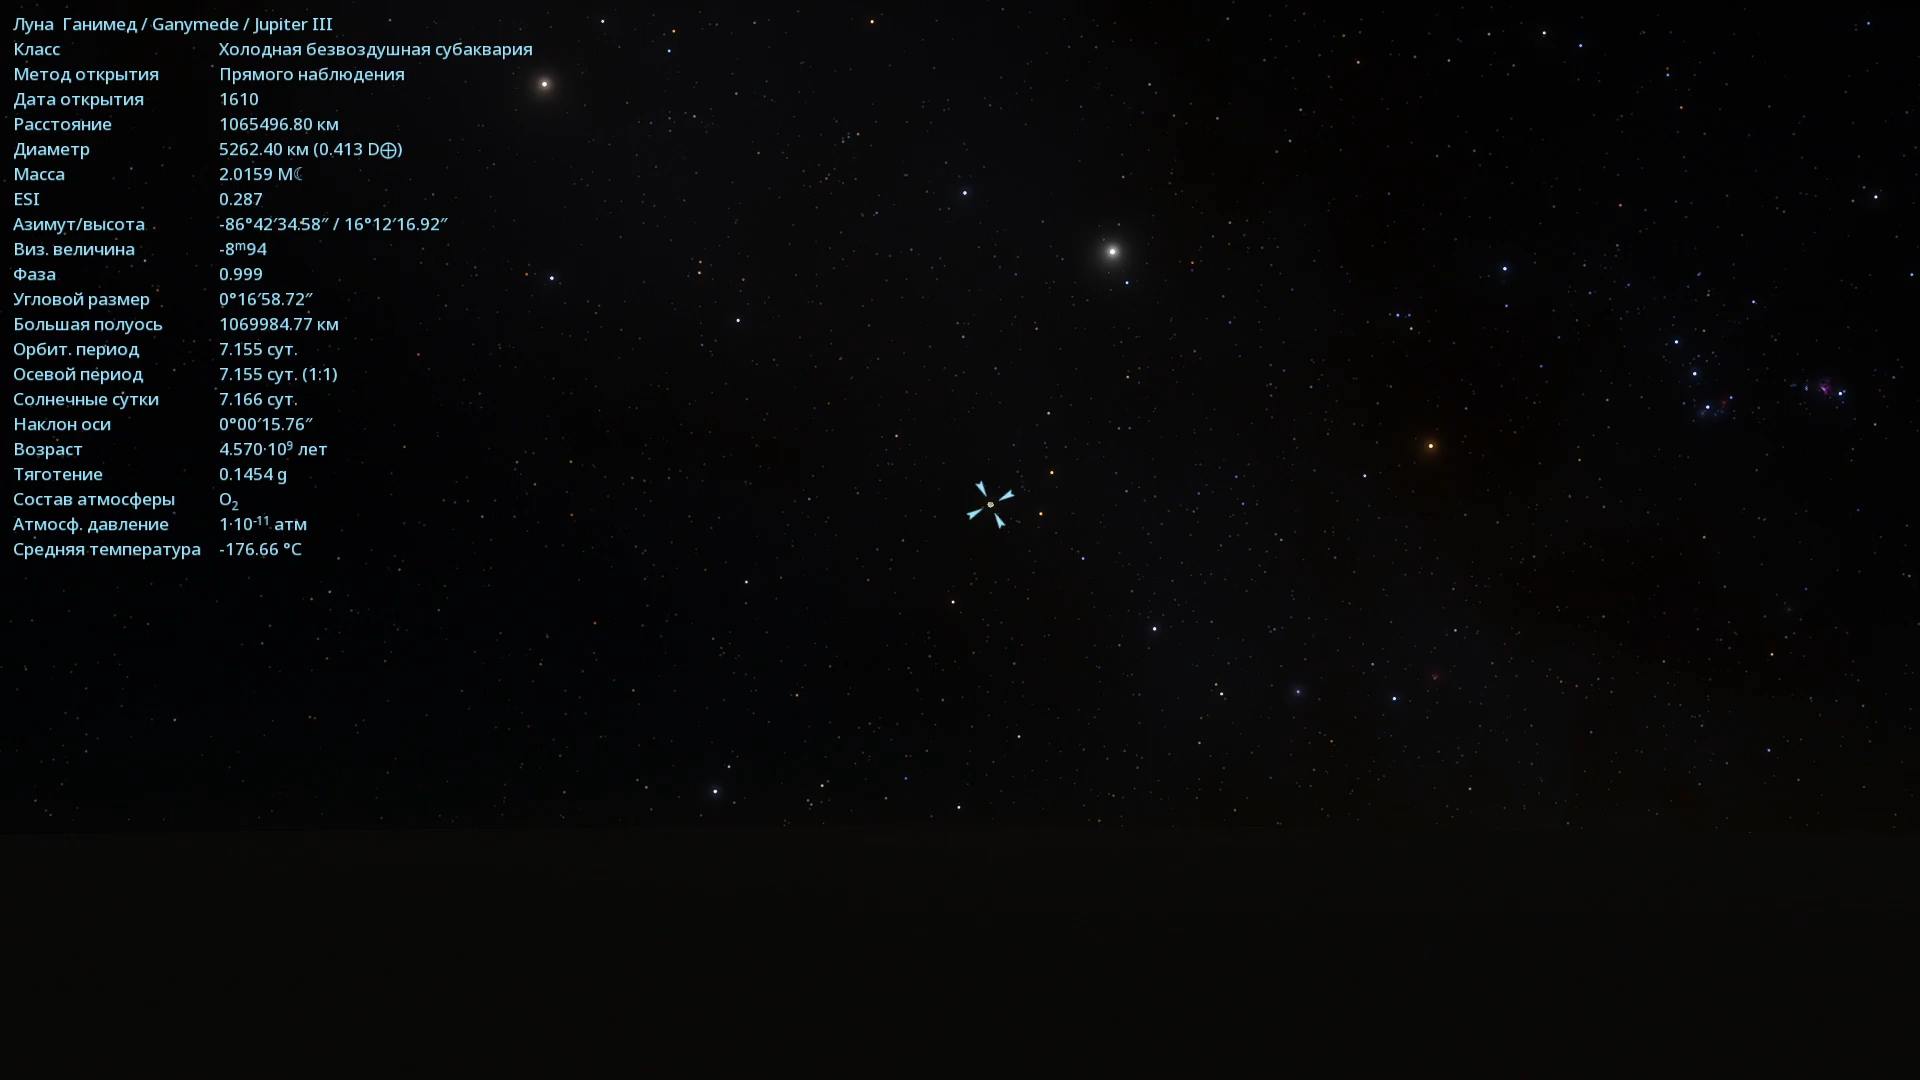 Луна  Ганимед / Ganymede / Jupiter III
Класс Холодная безвоздушная субаквария
Метод открытия Прямого наблюдения
Дата открытия 1610
Расстояние 1065496.80 км
Диаметр 5262.40 км (0.413 D⊕)
Масса 2.0159 M☾
ESI 0.287
Азимут/высота -86°42′34.58″ / 16°12′16.92″
Виз. величина -8ᵐ94
Фаза 0.999
Угловой размер 0°16′58.72″
Большая полуось 1069984.77 км
Орбит. период 7.155 сут.
Осевой период 7.155 сут. (1:1)
Солнечные сутки 7.166 сут.
Наклон оси 0°00′15.76″
Возраст 4.570·10⁹ лет
Тяготение 0.1454 g
Состав атмосферы O₂
Атмосф. давление 1·10⁻¹¹ атм
Средняя температура -176.66 °C